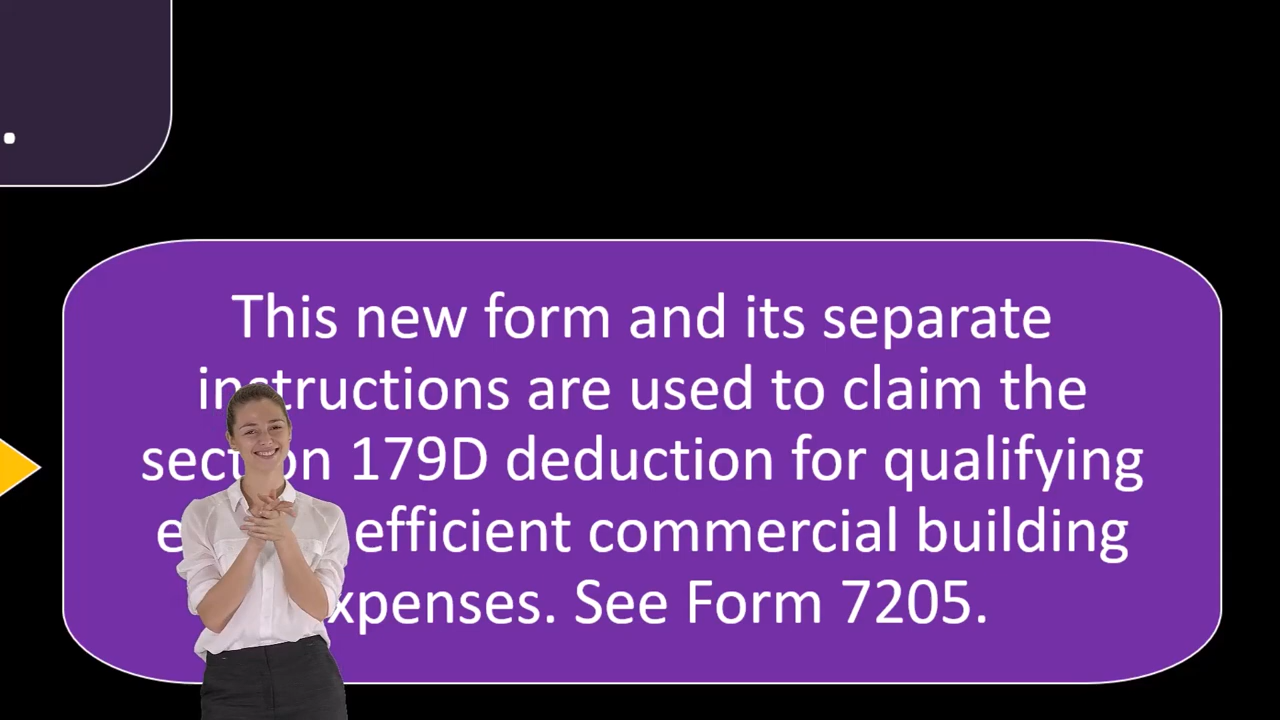 .
This new form and its separate
instructions are used to claim the
section 179D deduction for qualifying
efficient commercial building
expenses. See Form 7205.